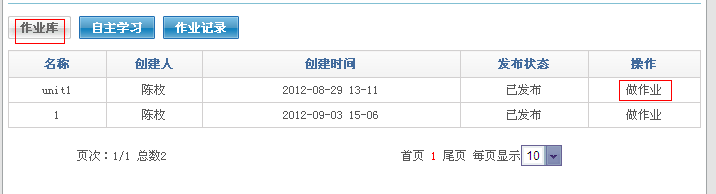 作业库 自主学习 作业记录
名称 创建人 创建时间 发布状态 操作
unit1 陈枚 2012-08-29 13-11 已发布 做作业
1 陈枚 2012-09-03 15-06 已发布 做作业
页次：1/1 总数2 首页 1 尾页 每页显示 10